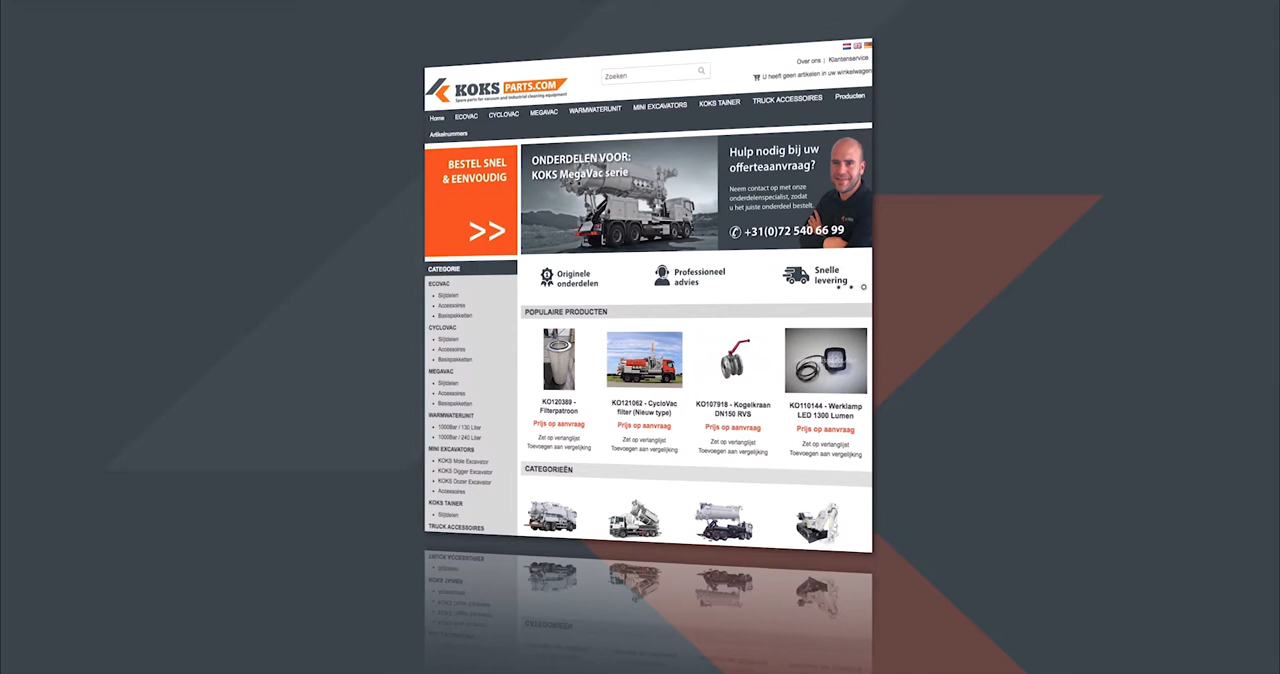 Over ons | Klantenservice
Zoeken
U heeft geen artikelen in uw winkelwagen
KOKS PARTS.COM
Spare parts for vacuum and industrial cleaning equipment
Home ECOVAC CYCLOVAC MEGAVAC WARMWATERUNIT MINI EXCAVATORS KOKS TAINER TRUCK ACCESSOIRES Producten
Artikelnummers
BESTEL SNEL
& EENVOUDIG
>>
ONDERDELEN VOOR:
KOKS MegaVac serie
Hulp nodig bij uw
offerteaanvraag?
Neem contact op met onze
onderdelenspecialist, zodat
u het juiste onderdeel bestelt.
+31(0)72 540 66 99
Originele
onderdelen
Professioneel
advies
Snelle
levering
CATEGORIE
ECOVAC
Slijtdelen
Accessoires
Basispakketten
CYCLOVAC
Slijtdelen
Accessoires
Basispakketten
MEGAVAC
Slijtdelen
Accessoires
Basispakketten
WARMWATERUNIT
1000Bar / 130 Liter
1000Bar / 240 Liter
MINI EXCAVATORS
KOKS Mole Excavator
KOKS Digger Excavator
KOKS Dozer Excavator
Accessoires
KOKS TAINER
Slijtdelen
TRUCK ACCESSOIRES
POPULAIRE PRODUCTEN
KO120389 -
Filterpatroon
Prijs op aanvraag
Zet op verlanglijst
Toevoegen aan vergelijking
KO121062 - CycloVac
filter (Nieuw type)
Prijs op aanvraag
Zet op verlanglijst
Toevoegen aan vergelijking
KO107918 - Kogelkraan
DN150 RVS
Prijs op aanvraag
Zet op verlanglijst
Toevoegen aan vergelijking
KO110144 - Werklamp
LED 1300 Lumen
Prijs op aanvraag
Zet op verlanglijst
Toevoegen aan vergelijking
CATEGORIEËN